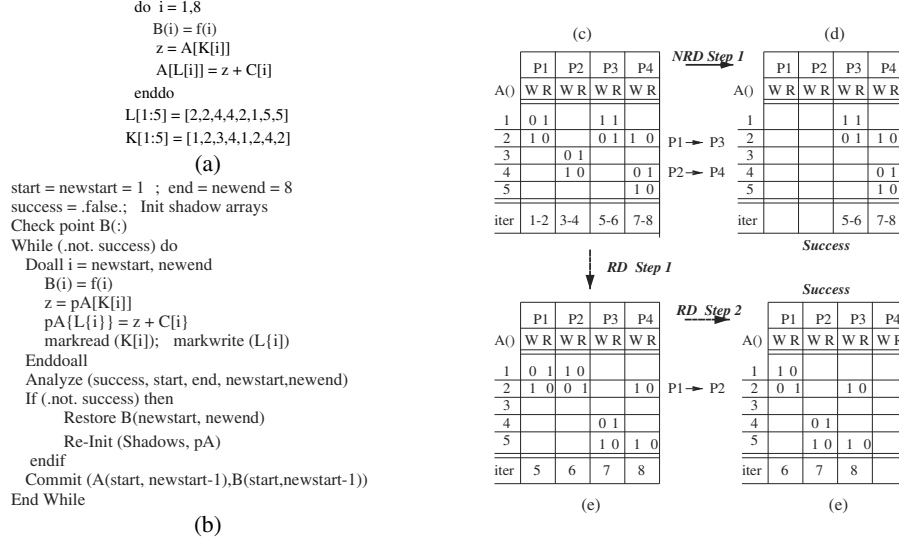 do i = 1,8
B(i) = f(i)
z = A[K[i]]
A[L[i]] = z + C[i]
enddo
L[1:5] = [2,2,4,4,2,1,5,5]
K[1:5] = [1,2,3,4,1,2,4,2]
(a)
start = newstart = 1 ; end = newend = 8
success = .false.; Init shadow arrays
Check point B(:)
While (.not. success) do
Doall i = newstart, newend
B(i) = f(i)
z = pA[K[i]]
pA{L{i}} = z + C[i}
markread (K[i]); markwrite (L{i])
Enddoall
Analyze (success, start, end, newstart,newend)
If (.not. success) then
Restore B(newstart, newend)
Re-Init (Shadows, pA)
endif
Commit (A(start, newstart-1),B(start,newstart-1))
End While
(b)
(c)
P1 P2 P3 P4
A() W R W R W R W R
1 0 1 1 1
2 1 0 0 1 1 0
3 0 1
4 1 0 0 1
5 1 0
iter 1-2 3-4 5-6 7-8
NRD Step 1
P1 → P3
P2 → P4
(d)
P1 P2 P3 P4
A() W R W R W R W R
1 1 1
2 0 1 1 0
3
4 0 1
5 1 0
iter 5-6 7-8
Success
RD Step 1
P1 P2 P3 P4
A() W R W R W R W R
1 0 1 1 0
2 1 0 0 1 1 0
3
4 0 1
5 1 0 1 0
iter 5 6 7 8
(e)
RD Step 2
P1 → P2
Success
P1 P2 P3 P4
A() W R W R W R W R
1 1 0
2 0 1 1 0
3
4 0 1
5 1 0 1 0
iter 6 7 8
(e)